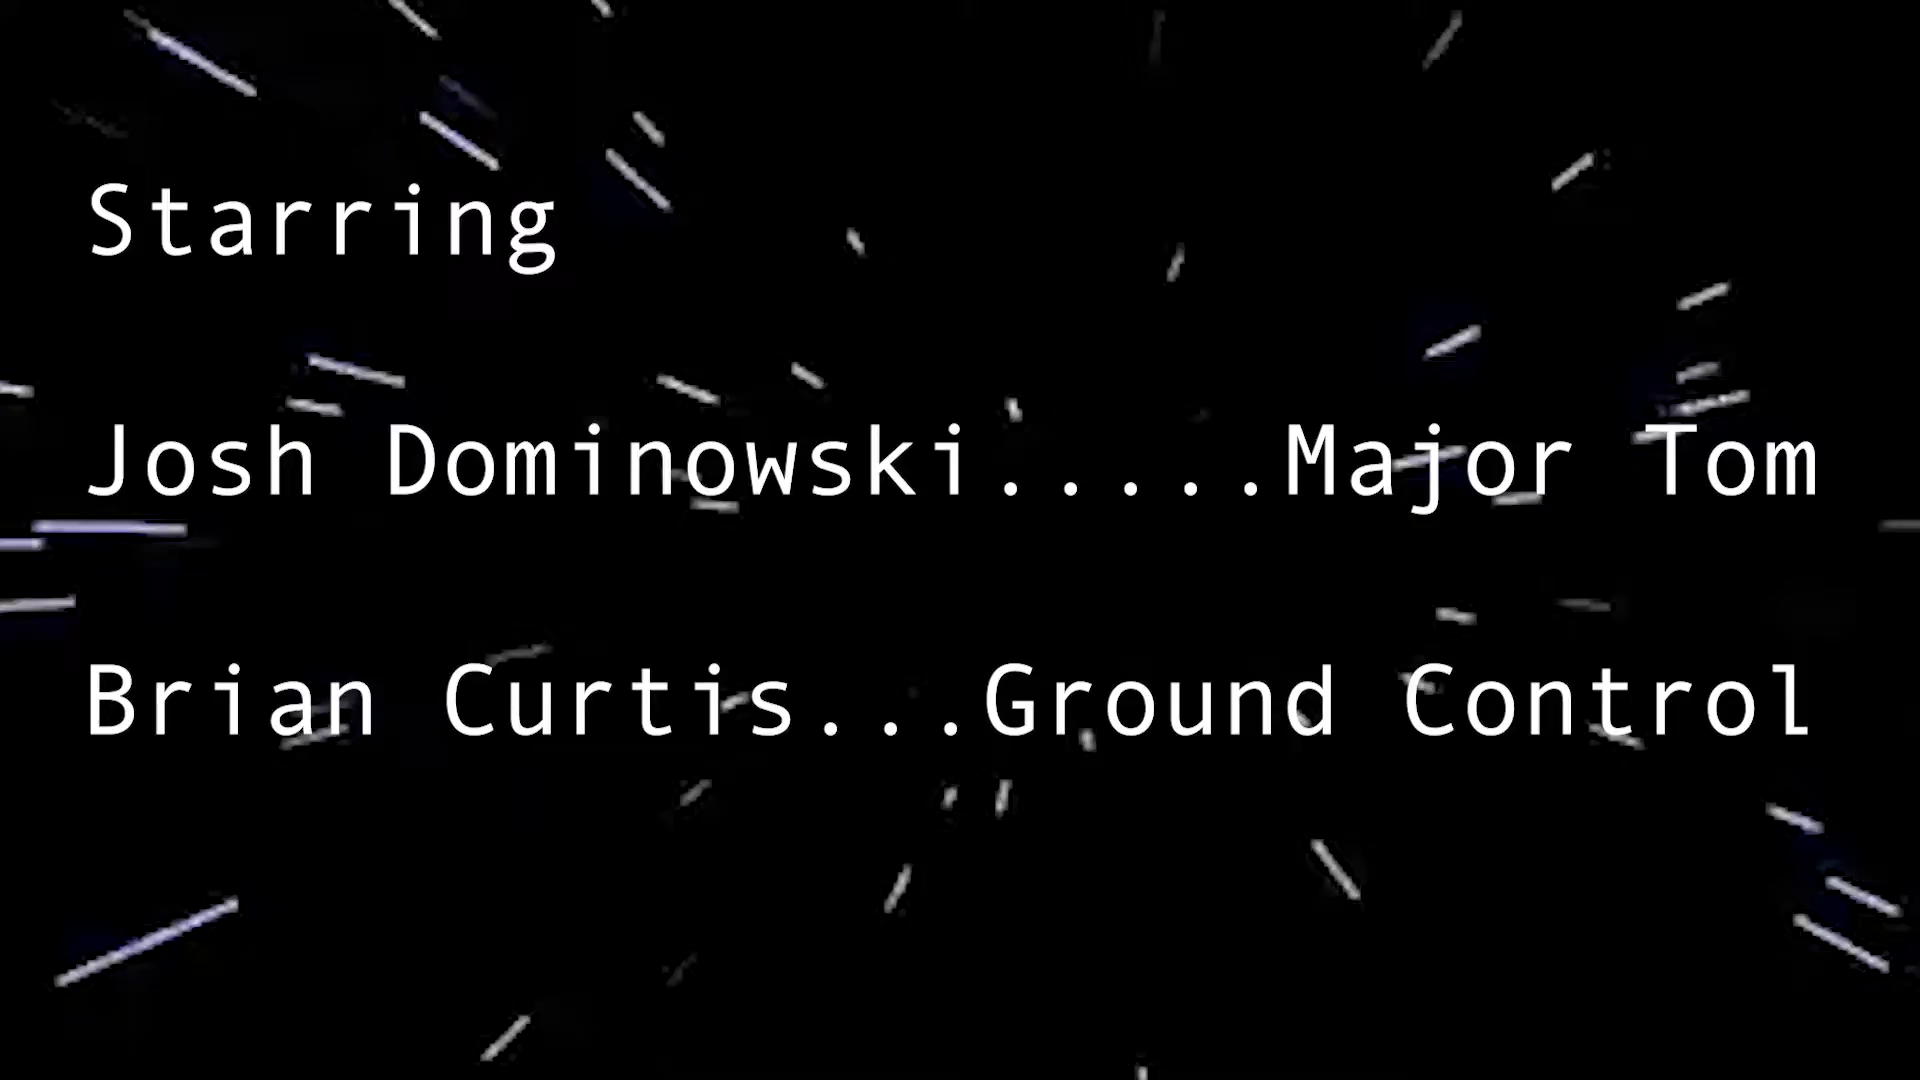 Starring
Josh Dominowski.....Major Tom
Brian Curtis...Ground Control